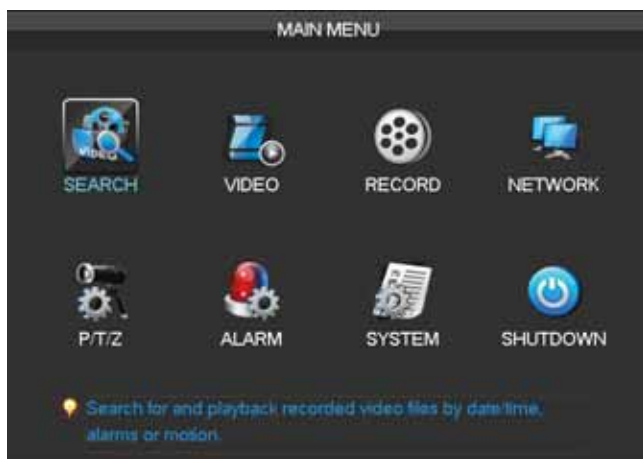 MAIN MENU
VIDEO
SEARCH VIDEO RECORD NETWORK
P/T/Z ALARM SYSTEM SHUTDOWN
Search for and playback recorded video files by date/time,
alarms or motion.